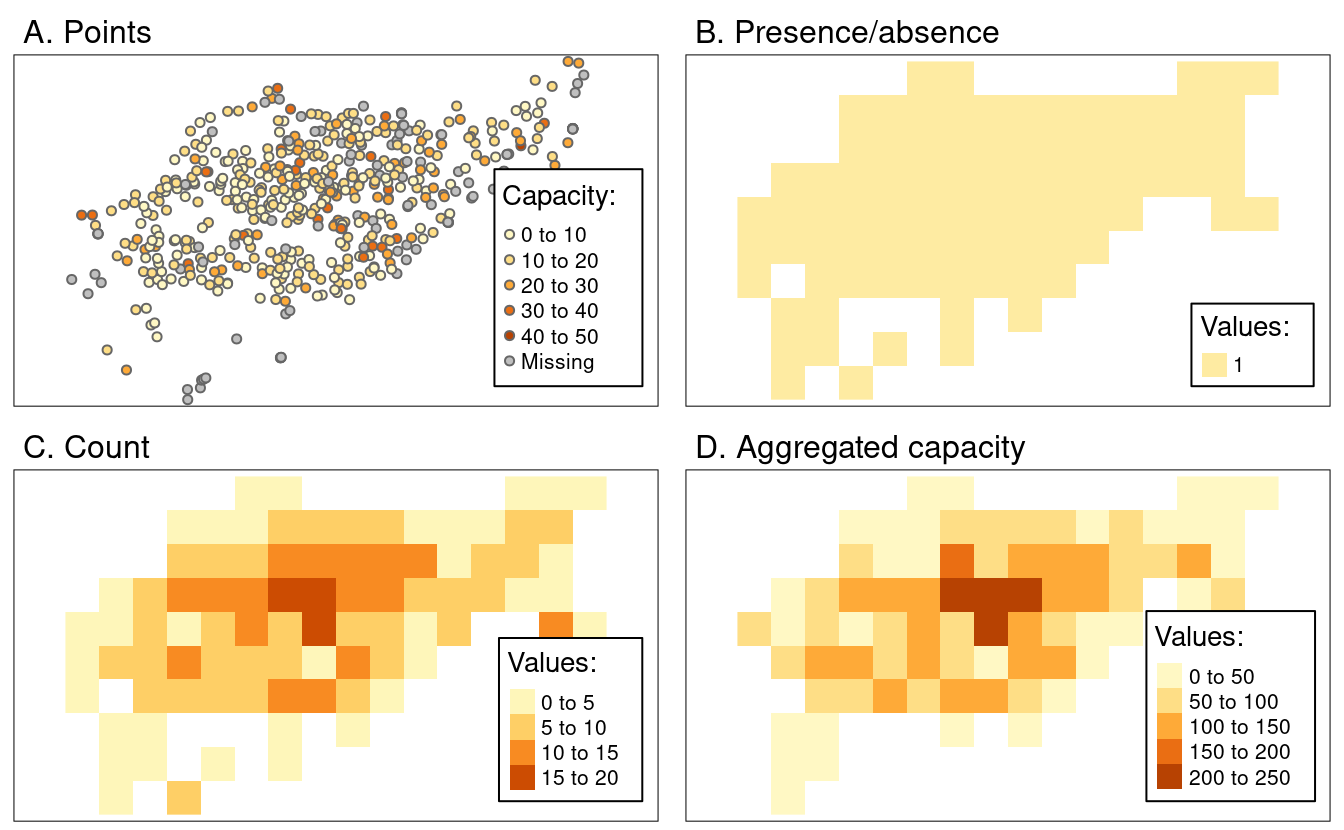 A. Points
Capacity:
0 to 10
10 to 20
20 to 30
30 to 40
40 to 50
Missing
B. Presence/absence
Values:
1
C. Count
Values:
0 to 5
5 to 10
10 to 15
15 to 20
D. Aggregated capacity
Values:
0 to 50
50 to 100
100 to 150
150 to 200
200 to 250